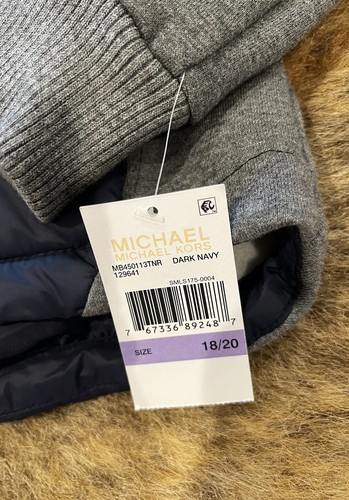 MICHAEL
MICHAEL KORS
MB450113TNR DARK NAVY
129641
SMLS175-0004
7 67336 89248 7
SIZE 18/20